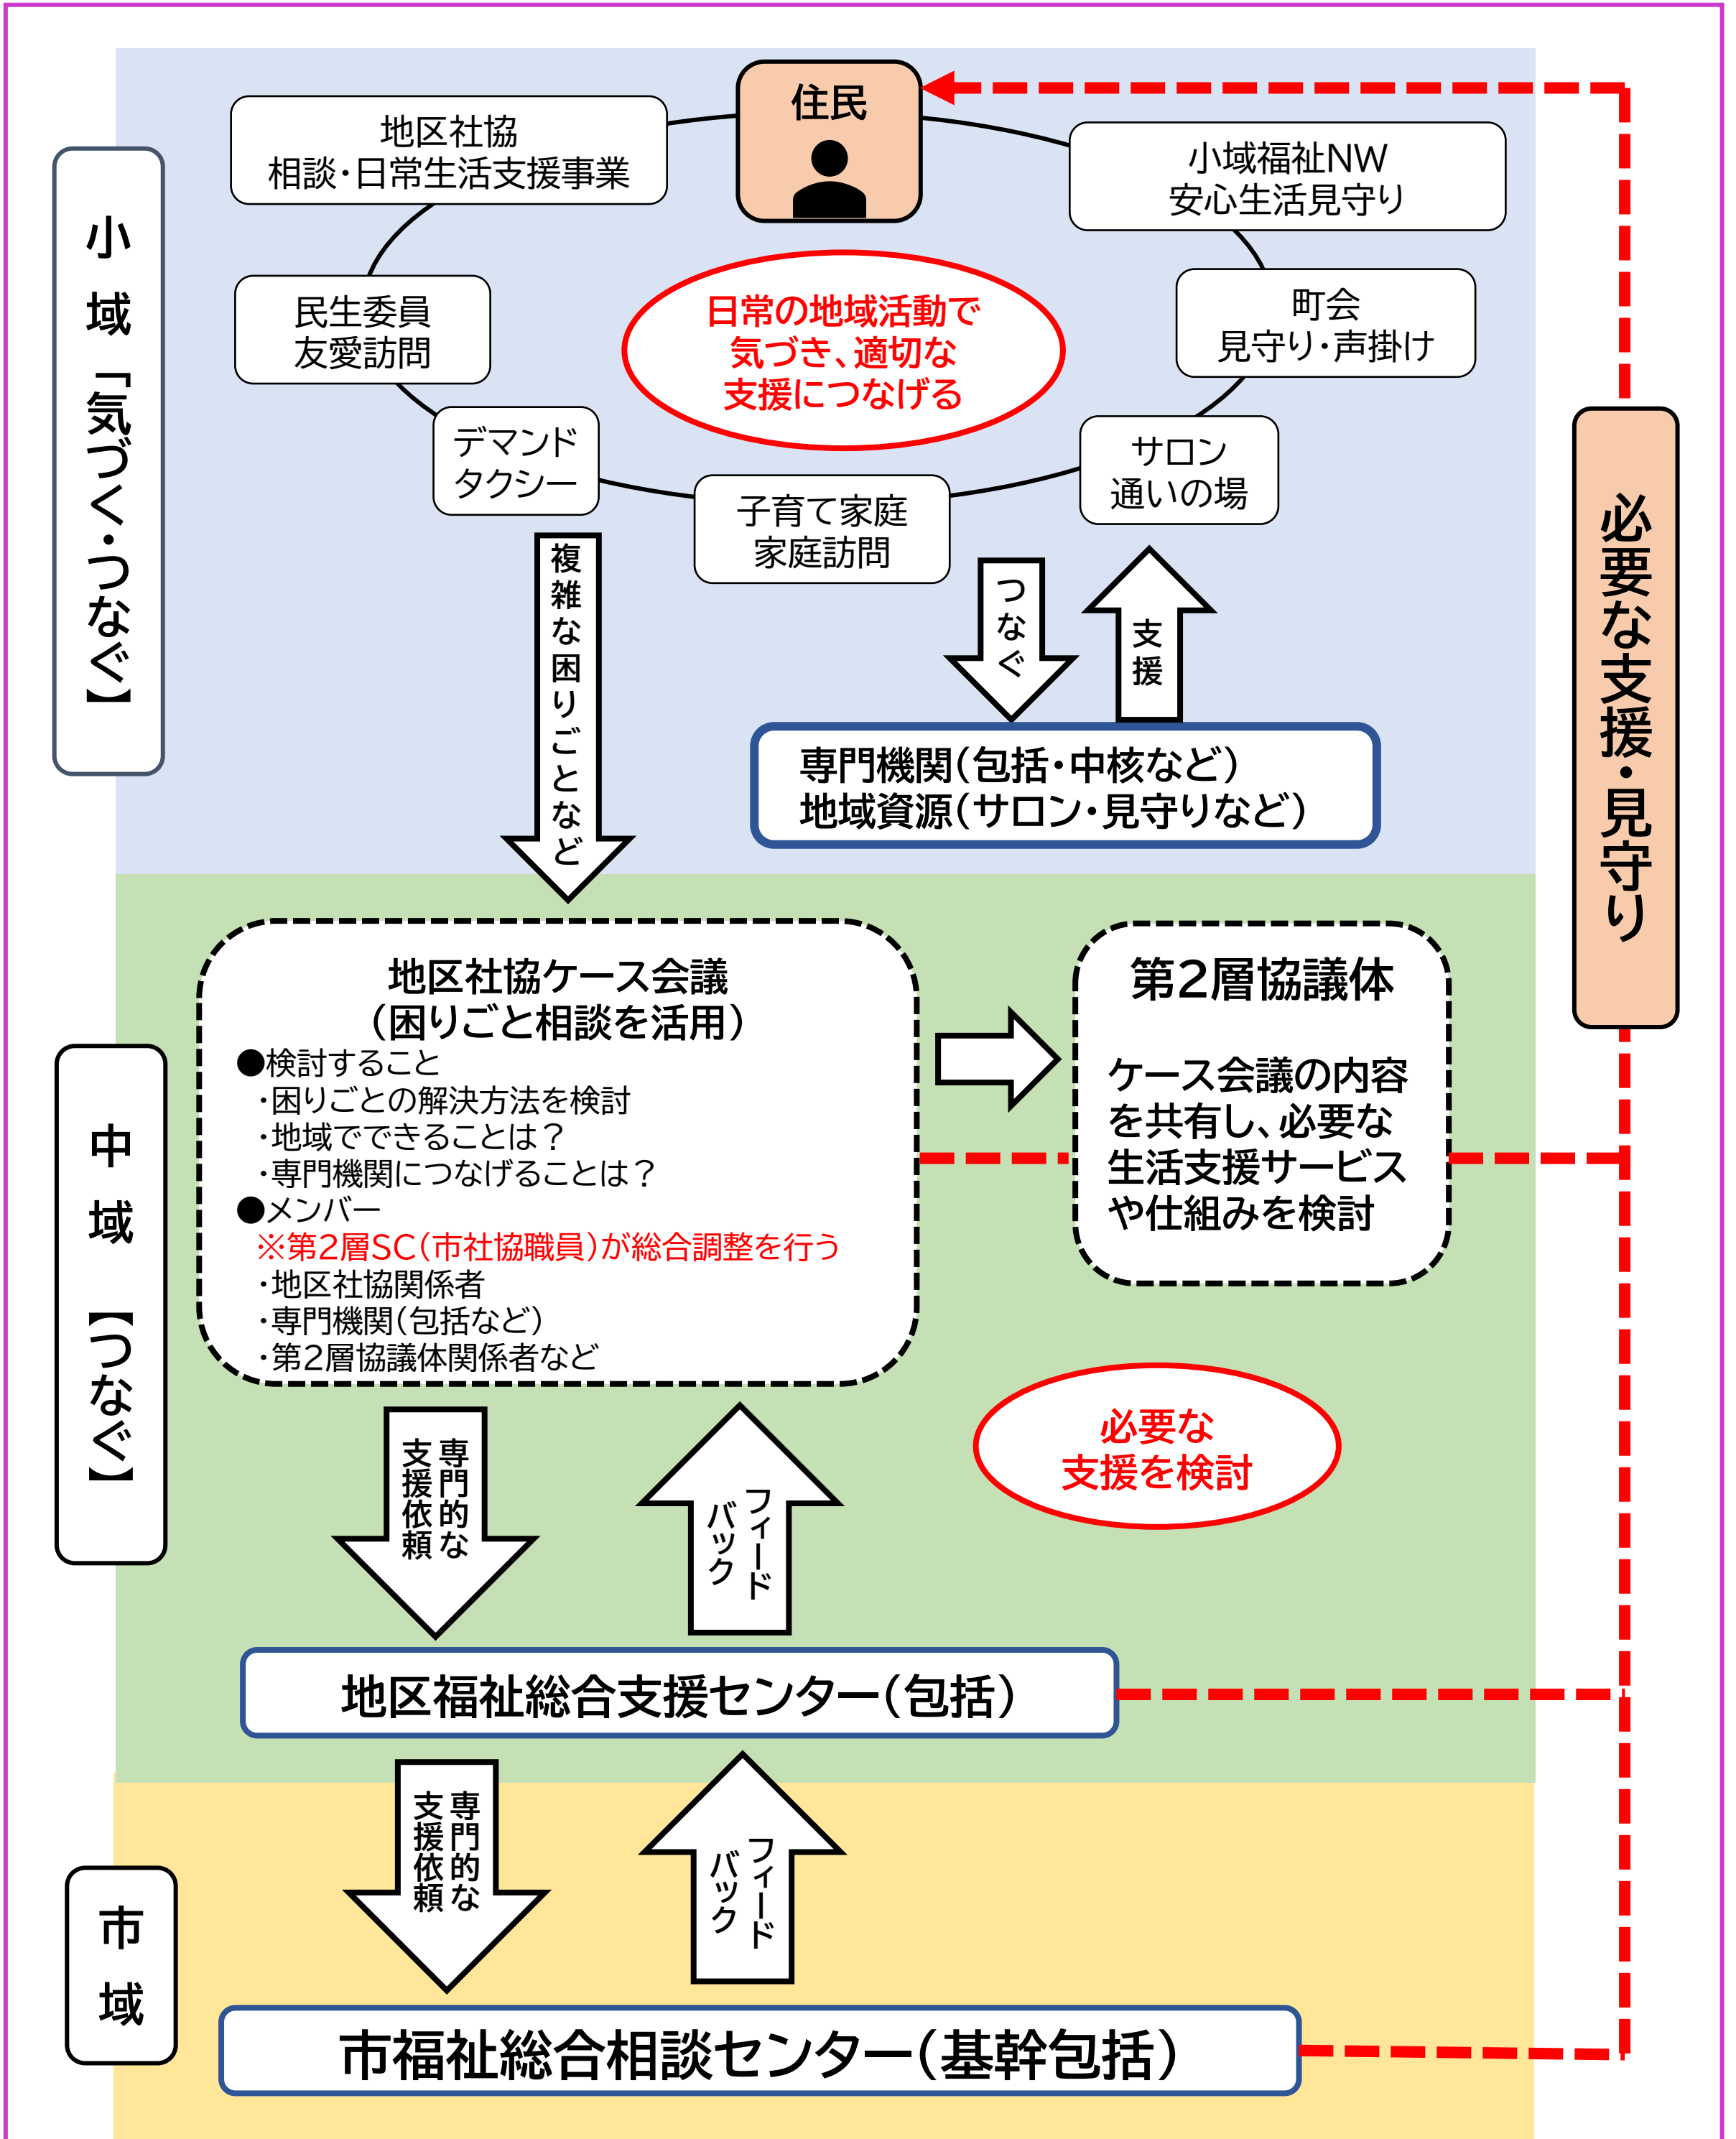 住民
地区社協
相談・日常生活支援事業
小域福祉NW
安心生活見守り
民生委員
友愛訪問
日常の地域活動で
気づき、適切な
支援につなげる
町会
見守り・声掛け
デマンド
タクシー
子育て家庭
家庭訪問
サロン
通いの場
小域「気づく・つなぐ】
複雑な困りごとなど
つなぐ
支援
専門機関（包括・中核など）
地域資源（サロン・見守りなど）
必要な支援・見守り
中域　【つなぐ】
地区社協ケース会議
（困りごと相談を活用）
●検討すること
・困りごとの解決方法を検討
・地域でできることは？
・専門機関につなげることは？
●メンバー
※第2層SC（市社協職員）が総合調整を行う
・地区社協関係者
・専門機関（包括など）
・第2層協議体関係者など
第2層協議体
ケース会議の内容
を共有し、必要な
生活支援サービス
や仕組みを検討
必要な
支援を検討
専門的な
支援依頼
フィード
バック
地区福祉総合支援センター（包括）
専門的な
支援依頼
フィード
バック
市域
市福祉総合相談センター（基幹包括）